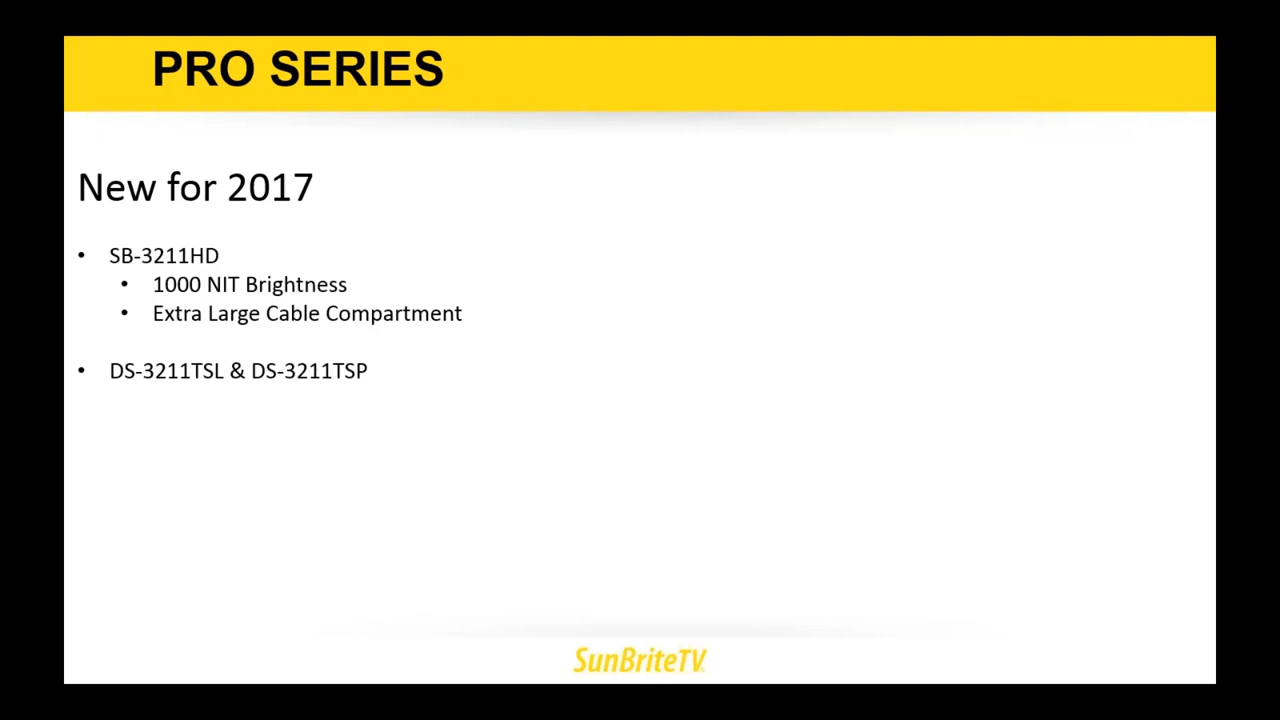 PRO SERIES
New for 2017
• SB-3211HD
• 1000 NIT Brightness
• Extra Large Cable Compartment
• DS-3211TSL & DS-3211TSP
SunBriteTV